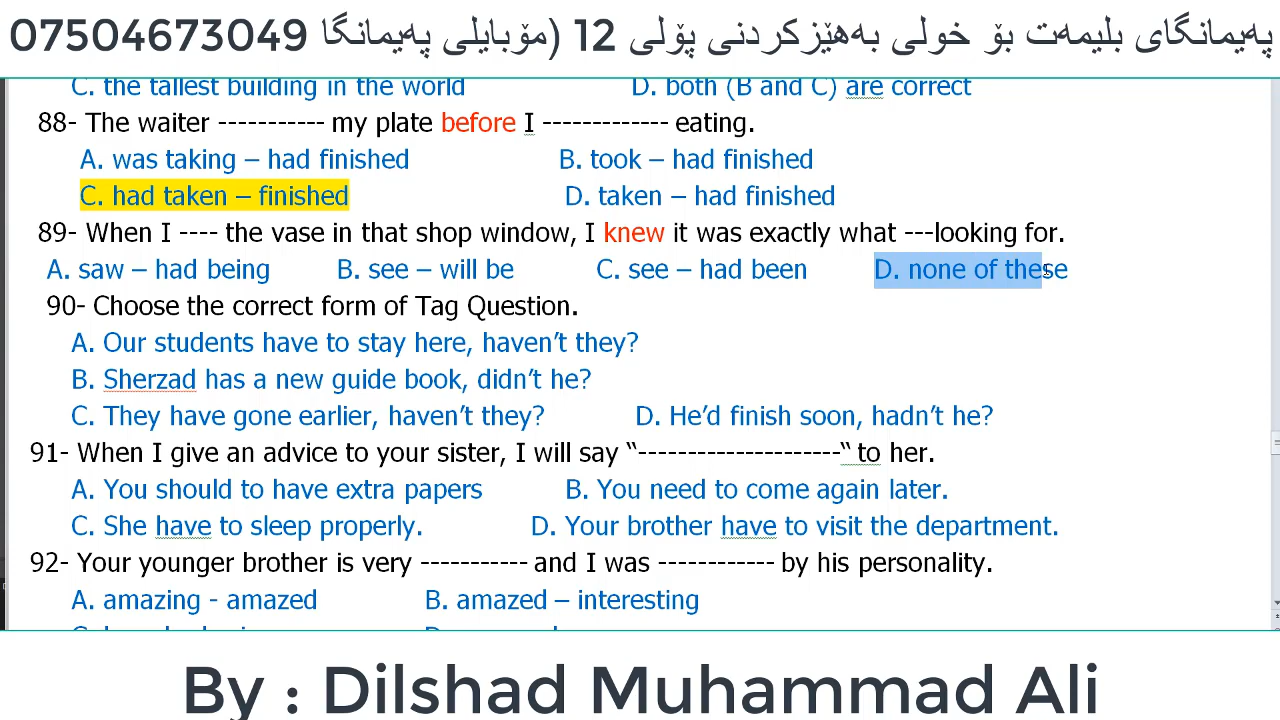 پەیمانگای بلیمەت بۆ خولی بەهێزکردنی پۆلی 12 (مۆبایلی پەیمانگا 07504673049
C. the tallest building in the world D. both (B and C) are correct
88- The waiter ----------- my plate before I ------------- eating.
A. was taking – had finished B. took – had finished
C. had taken – finished D. taken – had finished
89- When I ---- the vase in that shop window, I knew it was exactly what ---looking for.
A. saw – had being B. see – will be C. see – had been D. none of these
90- Choose the correct form of Tag Question.
A. Our students have to stay here, haven’t they?
B. Sherzad has a new guide book, didn’t he?
C. They have gone earlier, haven’t they? D. He’d finish soon, hadn’t he?
91- When I give an advice to your sister, I will say “---------------------“ to her.
A. You should to have extra papers B. You need to come again later.
C. She have to sleep properly. D. Your brother have to visit the department.
92- Your younger brother is very ----------- and I was ------------ by his personality.
A. amazing - amazed B. amazed – interesting
By : Dilshad Muhammad Ali